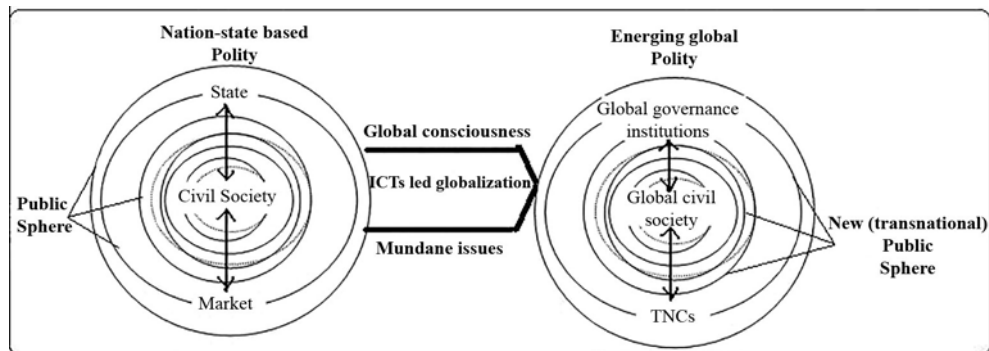 Nation-state based
Polity
State
Civil Society
Market
Public
Sphere
Global consciousness
ICTs led globalization
Mundane issues
Energing global
Polity
Global governance
institutions
Global civil
society
TNCs
New (transnational)
Public
Sphere